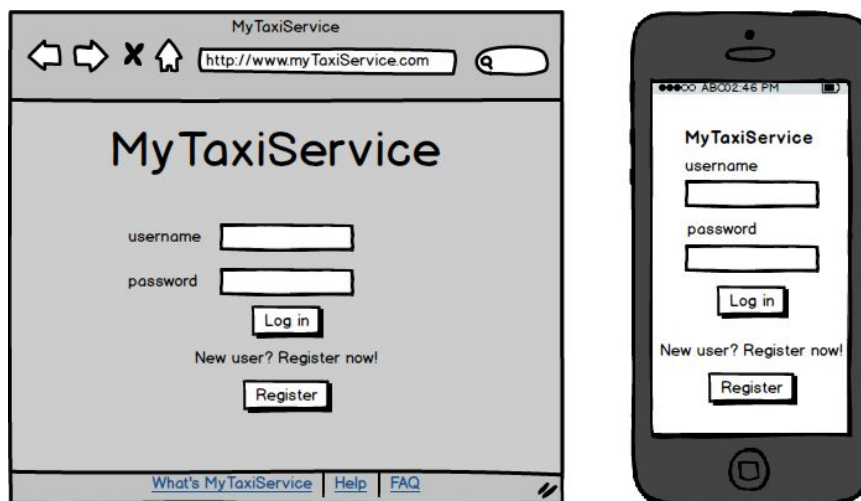 MyTaxiService
http://www.myTaxiService.com
MyTaxiService
username
password
Log in
New user? Register now!
Register
What's MyTaxiService Help FAQ
ABC02:46 PM
MyTaxiService
username
password
Log in
New user? Register now!
Register